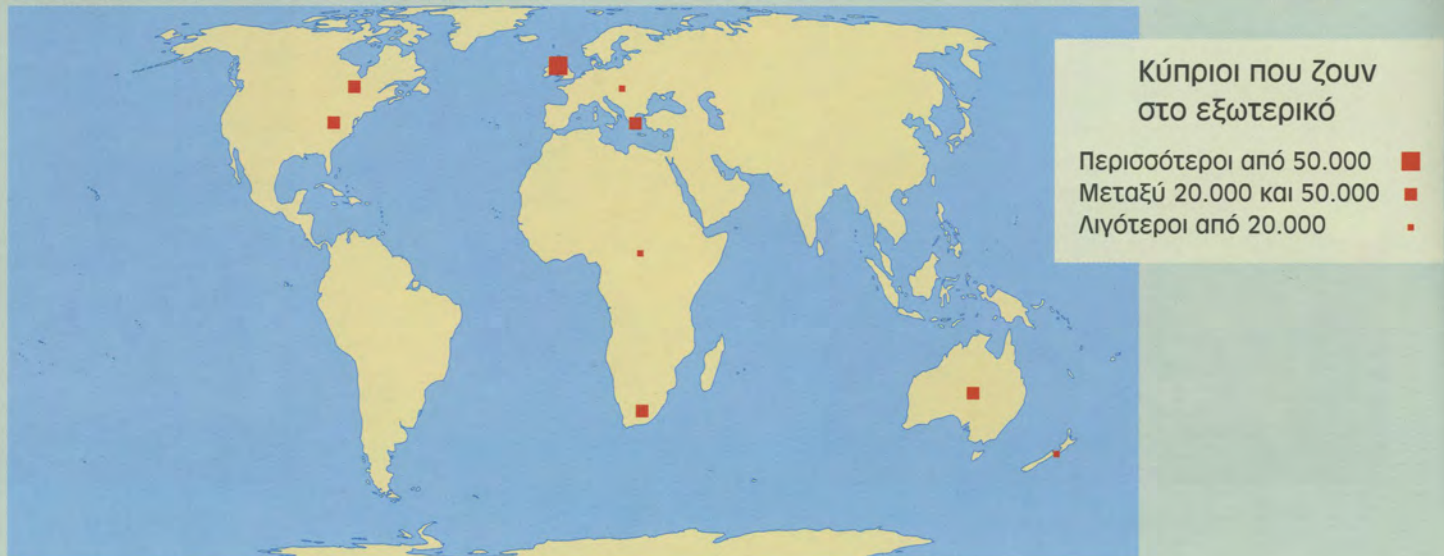 Κύπριοι που ζουν
στο εξωτερικό
Περισσότεροι από 50.000
Μεταξύ 20.000 και 50.000
Λιγότεροι από 20.000